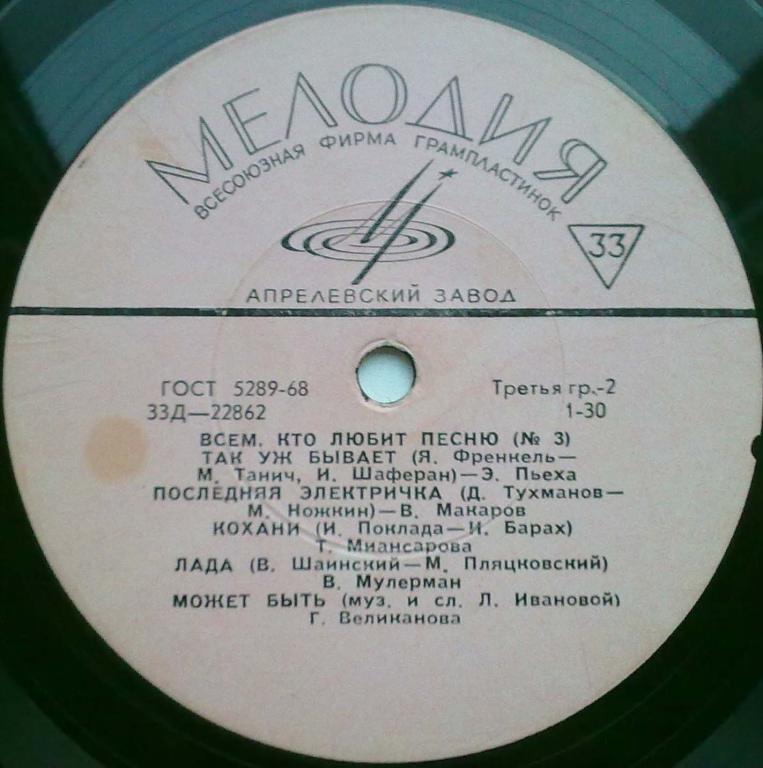 МЕЛОДИЯ
ВСЕСОЮЗНАЯ ФИРМА ГРАМПЛАСТИНОК
33
АПРЕЛЕВСКИЙ ЗАВОД
ГОСТ 5289-68 Третья гр.-2
33Д—22862 1-30
ВСЕМ, КТО ЛЮБИТ ПЕСНЮ (№ 3)
ТАК УЖ БЫВАЕТ (Я. Френкель—
М. Танич, И. Шаферан)—Э. Пьеха
ПОСЛЕДНЯЯ ЭЛЕКТРИЧКА (Д. Тухманов—
М. Ножкин)—В. Макаров
КОХАНИ (И. Поклада—И. Барах)
Т. Миансарова
ЛАДА (В. Шаинский—М. Пляцковский)
В. Мулерман
МОЖЕТ БЫТЬ (муз. и сл. Л. Ивановой)
Г. Великанова